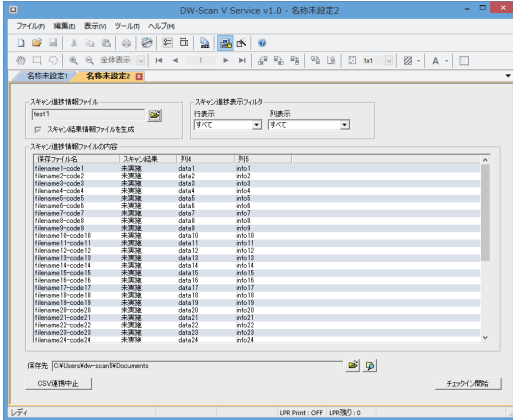 DW-Scan V Service v1.0 - 名称未設定2
ファイル(F) 編集(E) 表示(V) ツール(T) ヘルプ(H)
全体表示 1 1x1 A
名称未設定1 名称未設定2
スキャン進捗情報ファイル
test1
スキャン結果情報ファイルを生成
スキャン進捗表示フィルタ
行表示 列表示
すべて すべて
スキャン進捗情報ファイルの内容
保存ファイル名 スキャン結果 列4 列5
filename1-code1 未実施 data1 info1
filename2-code2 未実施 data2 info2
filename3-code3 未実施 data3 info3
filename4-code4 未実施 data4 info4
filename5-code5 未実施 data5 info5
filename6-code6 未実施 data6 info6
filename7-code7 未実施 data7 info7
filename8-code8 未実施 data8 info8
filename9-code9 未実施 data9 info9
filename10-code10 未実施 data10 info10
filename11-code11 未実施 data11 info11
filename12-code12 未実施 data12 info12
filename13-code13 未実施 data13 info13
filename14-code14 未実施 data14 info14
filename15-code15 未実施 data15 info15
filename16-code16 未実施 data16 info16
filename17-code17 未実施 data17 info17
filename18-code18 未実施 data18 info18
filename19-code19 未実施 data19 info19
filename20-code20 未実施 data20 info20
filename21-code21 未実施 data21 info21
filename22-code22 未実施 data22 info22
filename23-code23 未実施 data23 info23
filename24-code24 未実施 data24 info24
保存先 C:¥Users¥dw-scan5¥Documents
CSV連携中止 チェックイン開始
レディ LPR Print : OFF LPR残り : 0